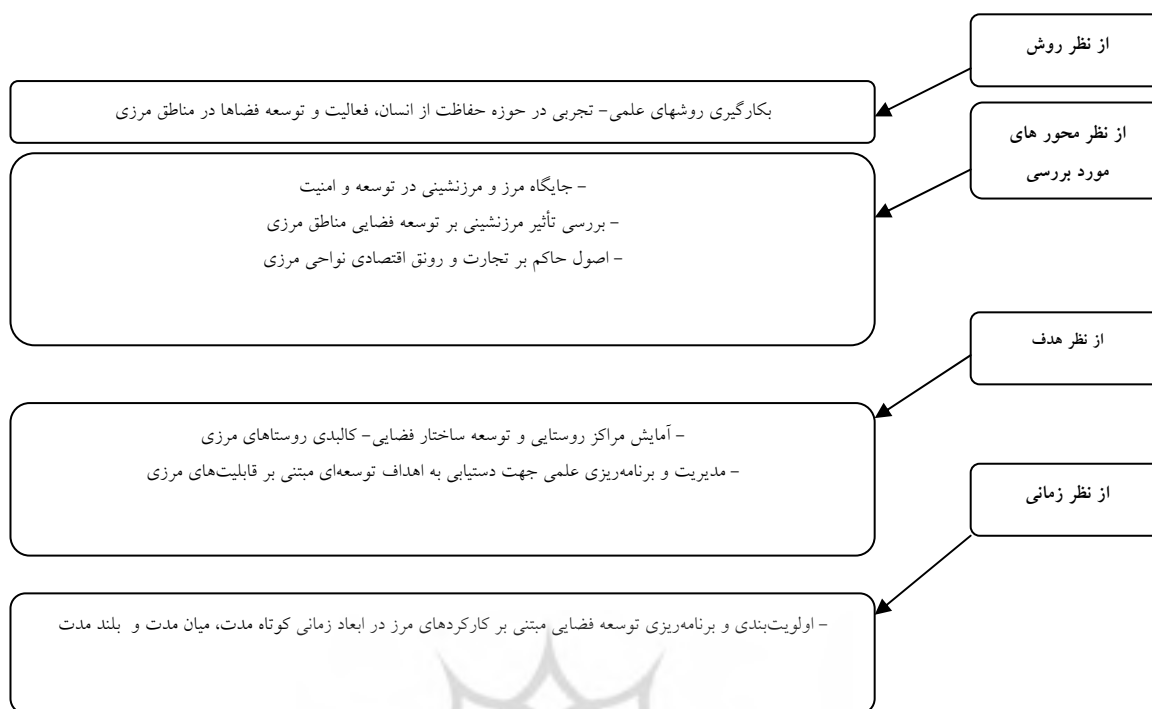 از نظر روش
بکارگیری روشهای علمی- تجربی در حوزه حفاظت از انسان، فعالیت و توسعه فضاها در مناطق مرزی
از نظر محور های
مورد بررسی
- جایگاه مرز و مرزنشینی در توسعه و امنیت
- بررسی تأثیر مرزنشینی بر توسعه فضایی مناطق مرزی
- اصول حاکم بر تجارت و رونق اقتصادی نواحی مرزی
از نظر هدف
- آمایش مراکز روستایی و توسعه ساختار فضایی- کالبدی روستاهای مرزی
- مدیریت و برنامه‌ریزی علمی جهت دستیابی به اهداف توسعه‌ای مبتنی بر قابلیت‌های مرزی
از نظر زمانی
- اولویت‌بندی و برنامه‌ریزی توسعه فضایی مبتنی بر کارکردهای مرز در ابعاد زمانی کوتاه مدت، میان مدت و بلند مدت